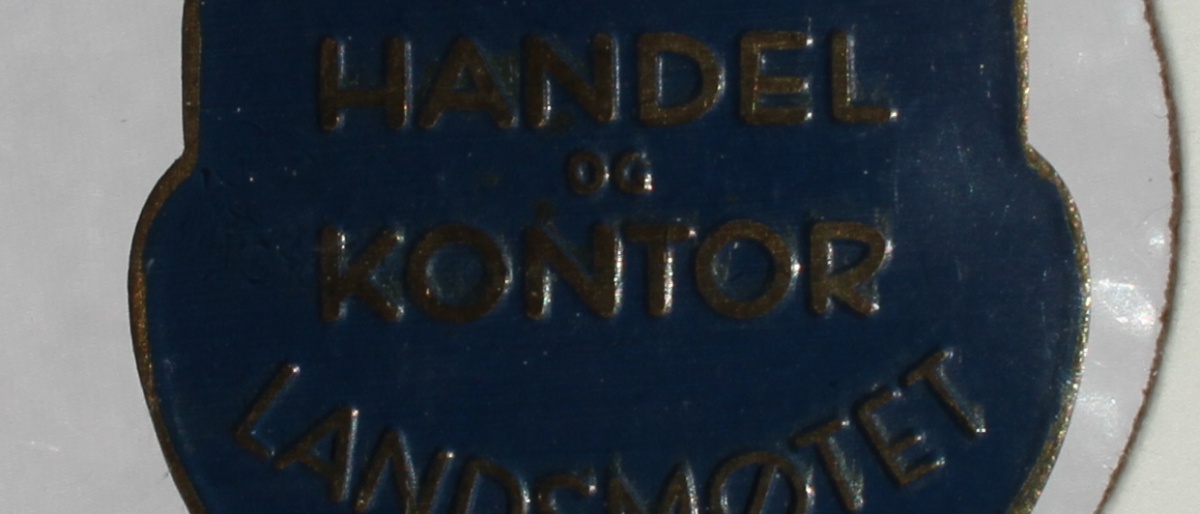 HANDEL
OG
KONTOR
LANDSMØTET